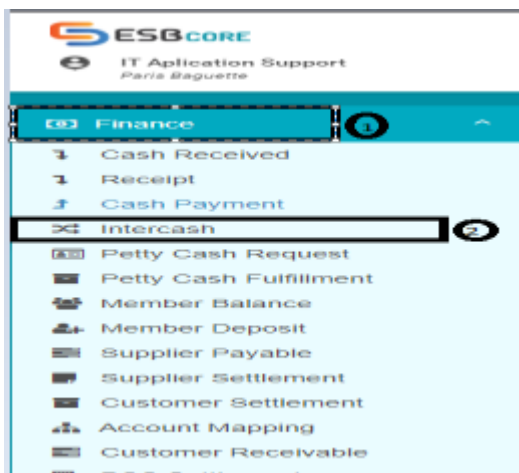 ESBCORE
IT Aplication Support
Paris Baguette
Finance 1
Cash Received
Receipt
Cash Payment
Intercash 2
Petty Cash Request
Petty Cash Fulfillment
Member Balance
Member Deposit
Supplier Payable
Supplier Settlement
Customer Settlement
Account Mapping
Customer Receivable